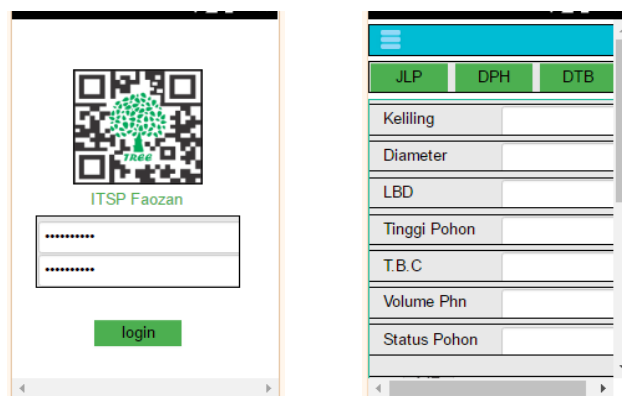 TREE
ITSP Faozan
••••••••••
••••••••••
login
JLP DPH DTB
Keliling
Diameter
LBD
Tinggi Pohon
T.B.C
Volume Phn
Status Pohon